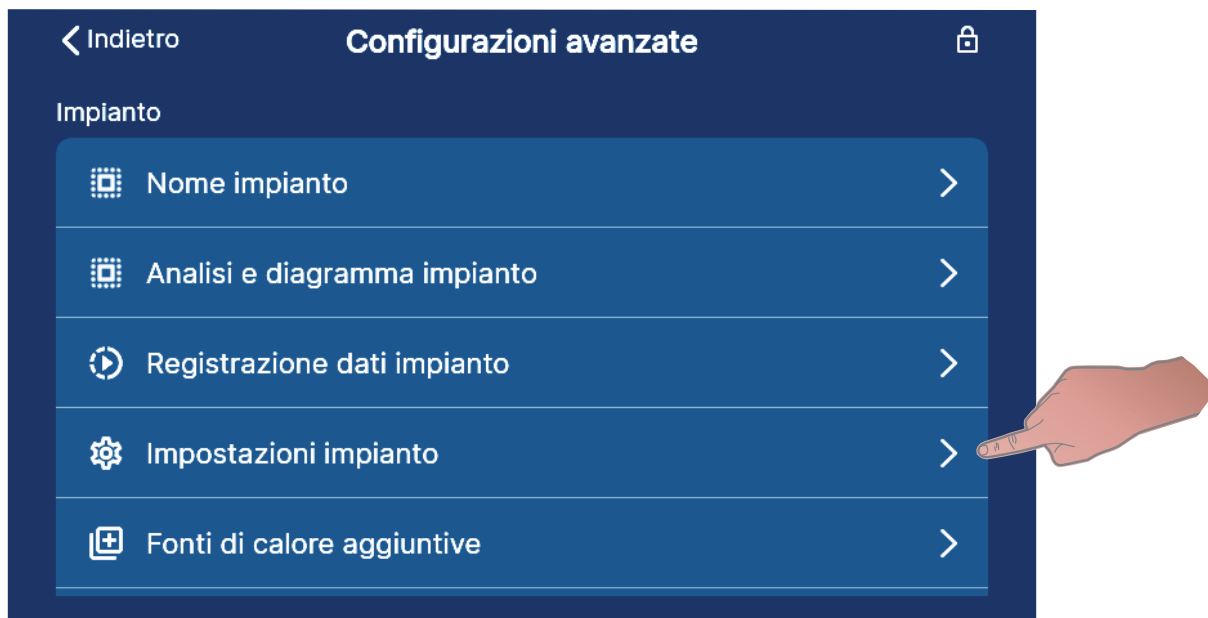 Indietro
Configurazioni avanzate
Impianto
Nome impianto
Analisi e diagramma impianto
Registrazione dati impianto
Impostazioni impianto
Fonti di calore aggiuntive